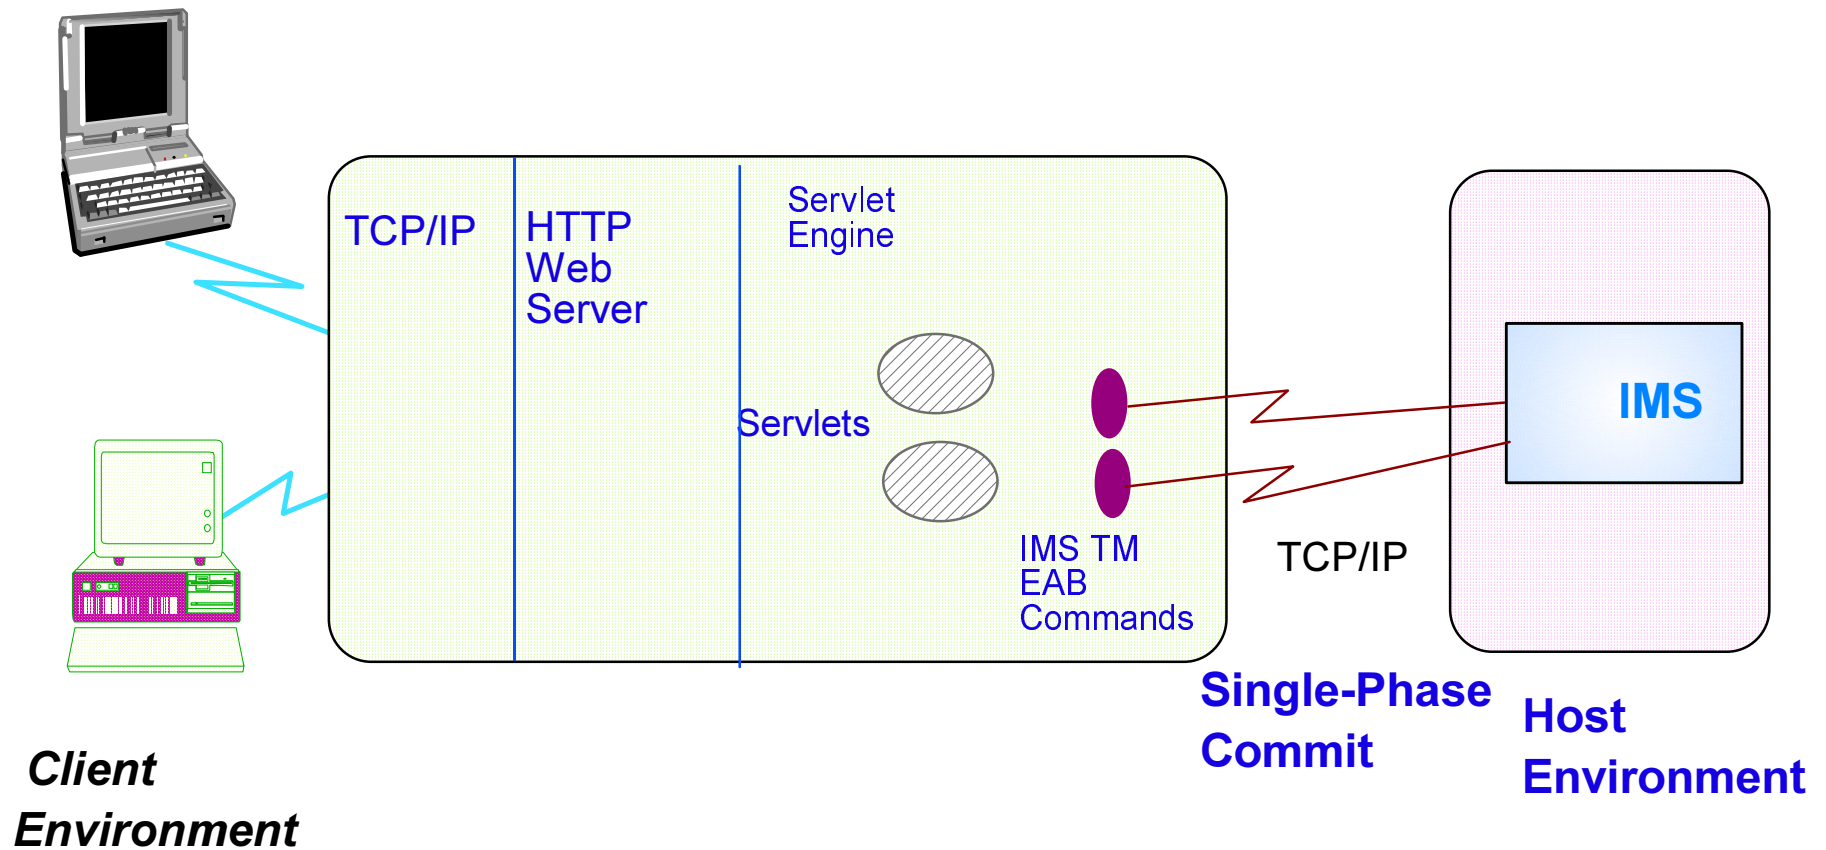 TCP/IP
HTTP
Web
Server
Servlet
Engine
Servlets
IMS TM
EAB
Commands
TCP/IP
IMS
Single-Phase
Commit
Host
Environment
Client
Environment